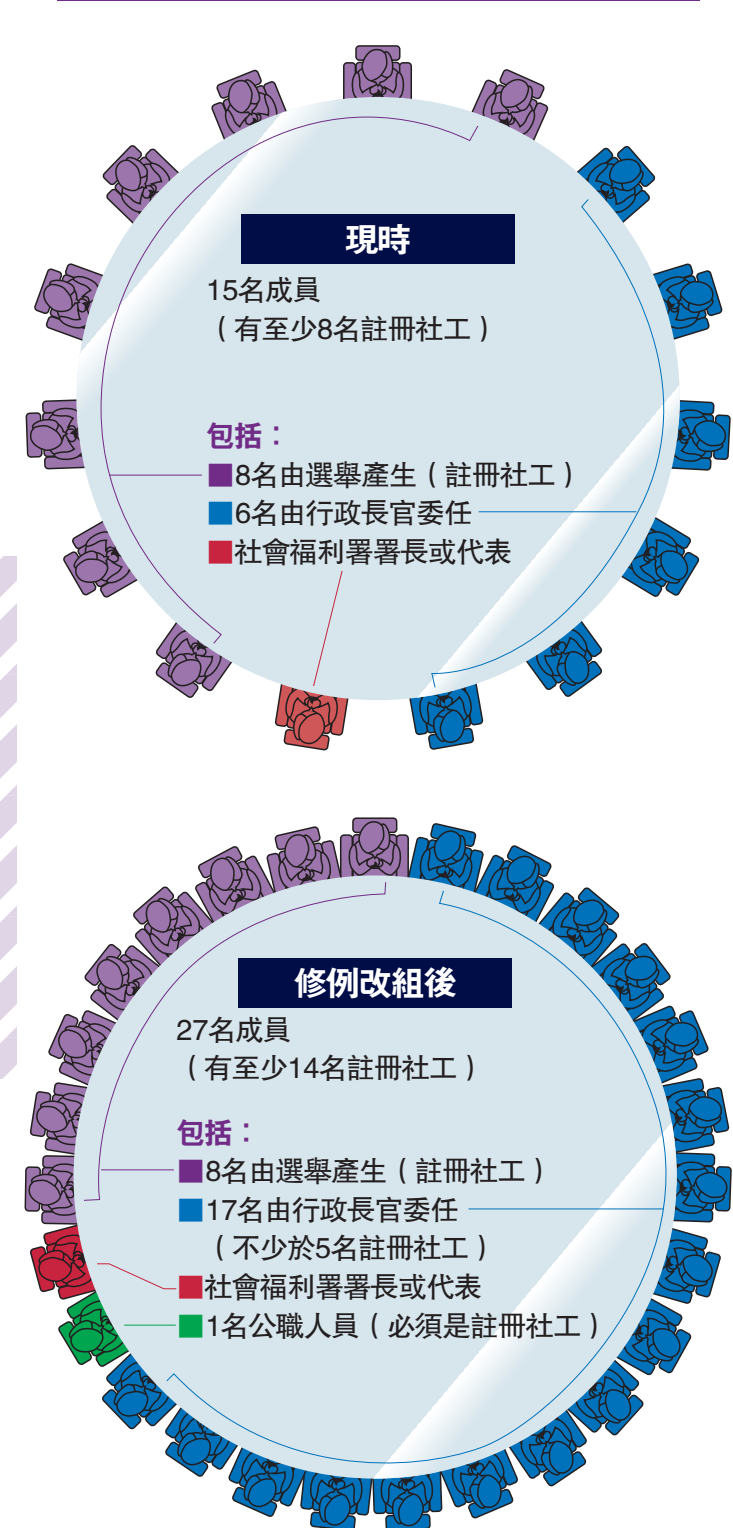 現時
15名成員
（有至少8名註冊社工）
包括：
8名由選舉產生（註冊社工）
6名由行政長官委任
社會福利署署長或代表
修例改組後
27名成員
（有至少14名註冊社工）
包括：
8名由選舉產生（註冊社工）
17名由行政長官委任
（不少於5名註冊社工）
社會福利署署長或代表
1名公職人員（必須是註冊社工）